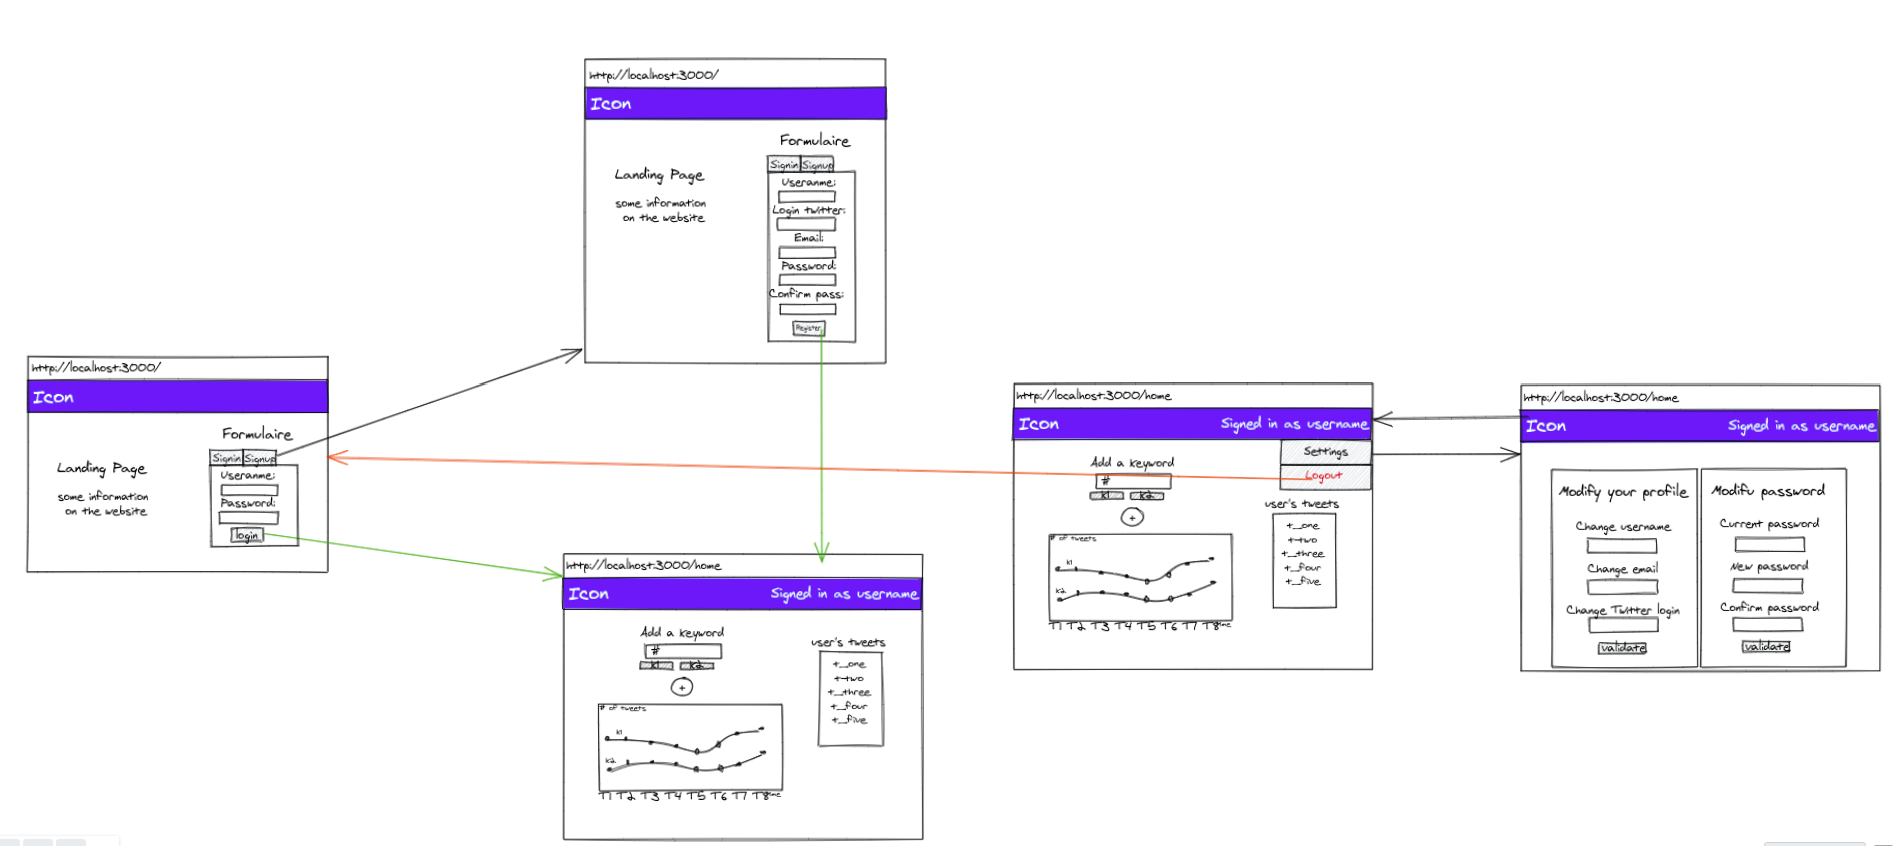 http://localhost:3000/
Icon
Formulaire
Signin Signup
Landing Page
some information
on the website
Useranme:
Login twitter:
Email:
Password:
Confirm pass:
Register
http://localhost:3000/
Icon
Formulaire
Signin Signup
Landing Page
some information
on the website
Useranme:
Password:
login
http://localhost:3000/home
Icon
Signed in as username
Add a keyword
#
k1 k2
+
user's tweets
+_one
+-two
+_three
+_four
+_five
# of tweets
k1
k2
T1 T2 T3 T4 T5 T6 T7 T8
http://localhost:3000/home
Icon
Signed in as username
Settings
Logout
Add a keyword
#
k1 k2
+
user's tweets
+_one
+-two
+_three
+_four
+_five
# of tweets
k1
k2
T1 T2 T3 T4 T5 T6 T7 T8
http://localhost:3000/home
Icon
Signed in as username
Modify your profile
Change username
Change email
Change Twitter login
validate
Modifu password
Current password
New password
Confirm password
validate